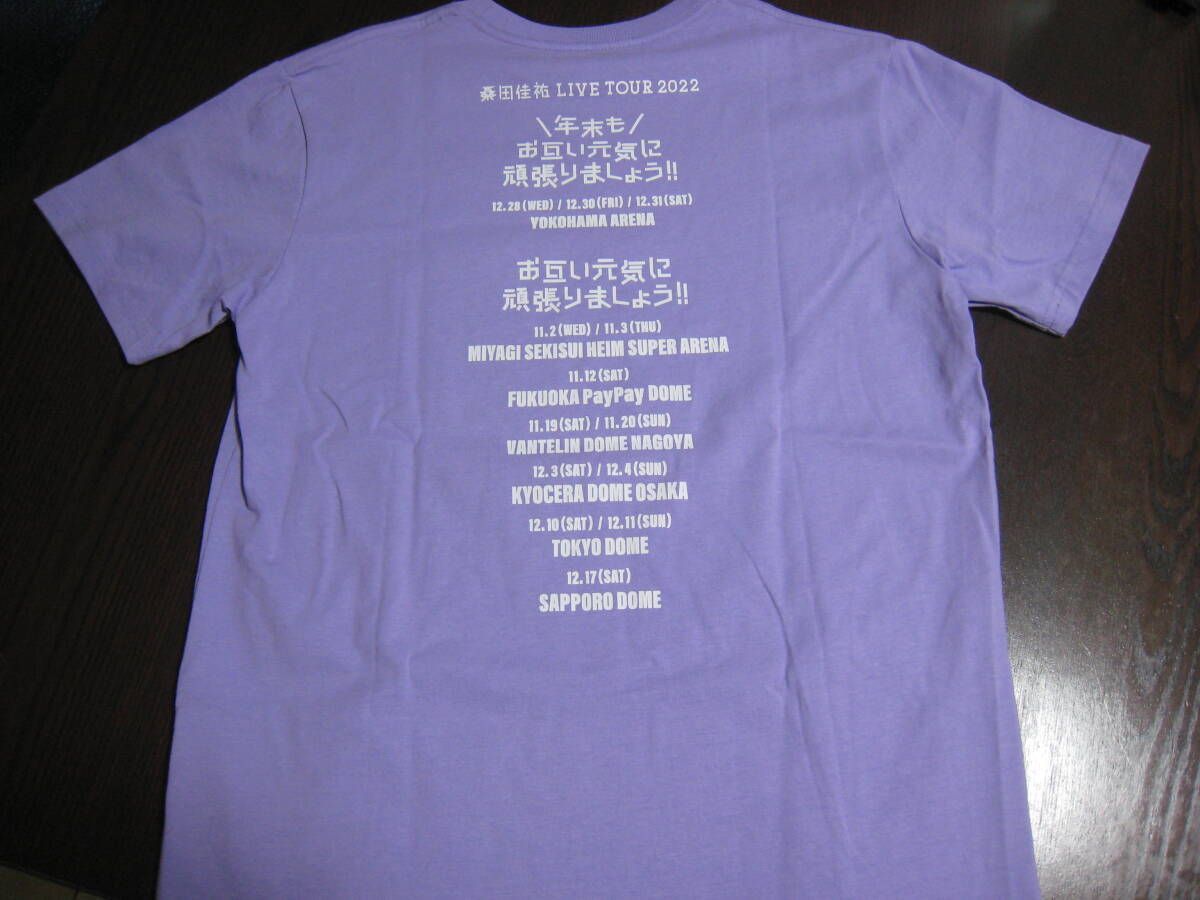 桑田佳祐 LIVE TOUR 2022
\年末も/
お互い元気に
頑張りましょう!!
12.28(WED) / 12.30(FRI) / 12.31(SAT)
YOKOHAMA ARENA
お互い元気に
頑張りましょう!!
11.2(WED) / 11.3(THU)
MIYAGI SEKISUI HEIM SUPER ARENA
11.12(SAT)
FUKUOKA PayPay DOME
11.19(SAT) / 11.20(SUN)
VANTELIN DOME NAGOYA
12.3(SAT) / 12.4(SUN)
KYOCERA DOME OSAKA
12.10(SAT) / 12.11(SUN)
TOKYO DOME
12.17(SAT)
SAPPORO DOME